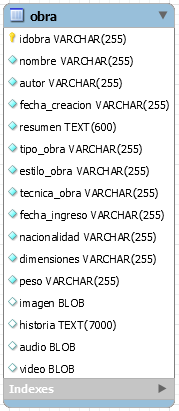 obra
idobra VARCHAR(255)
nombre VARCHAR(255)
autor VARCHAR(255)
fecha_creacion VARCHAR(255)
resumen TEXT(600)
tipo_obra VARCHAR(255)
estilo_obra VARCHAR(255)
tecnica_obra VARCHAR(255)
fecha_ingreso VARCHAR(255)
nacionalidad VARCHAR(255)
dimensiones VARCHAR(255)
peso VARCHAR(255)
imagen BLOB
historia TEXT(7000)
audio BLOB
video BLOB
Indexes